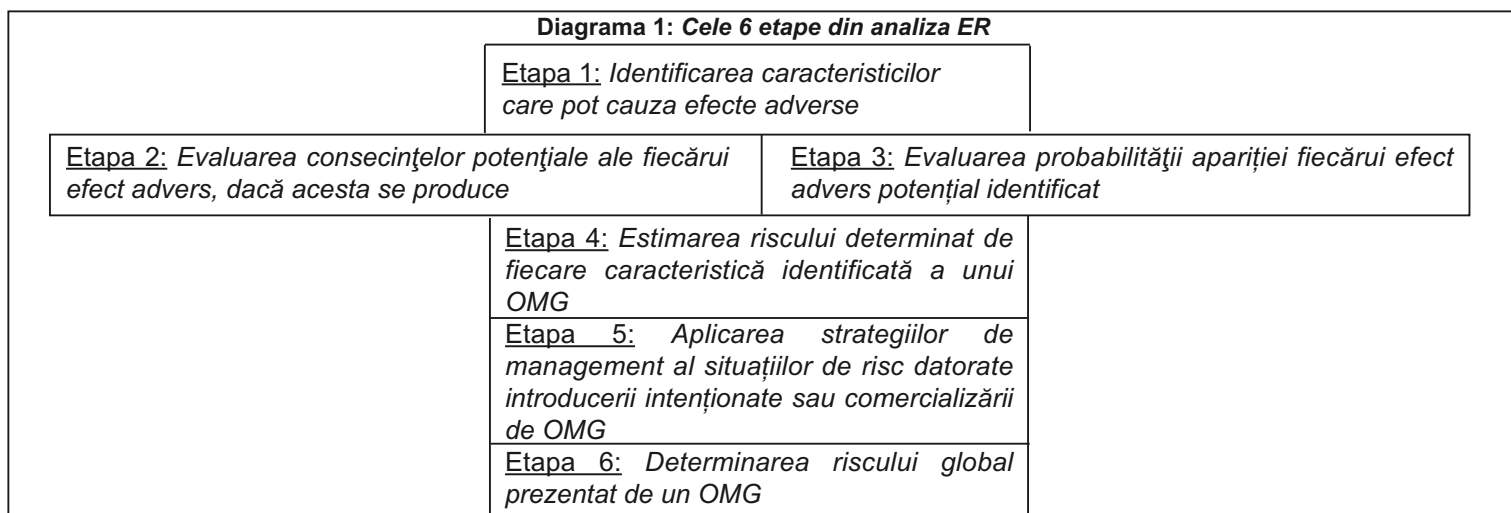 Diagrama 1: Cele 6 etape din analiza ER
Etapa 1: Identificarea caracteristicilor
care pot cauza efecte adverse
Etapa 2: Evaluarea consecinţelor potenţiale ale fiecărui
efect advers, dacă acesta se produce
Etapa 3: Evaluarea probabilităţii apariției fiecărui efect
advers potențial identificat
Etapa 4: Estimarea riscului determinat de
fiecare caracteristică identificată a unui
OMG
Etapa 5: Aplicarea strategiilor de
management al situațiilor de risc datorate
introducerii intenționate sau comercializării
de OMG
Etapa 6: Determinarea riscului global
prezentat de un OMG